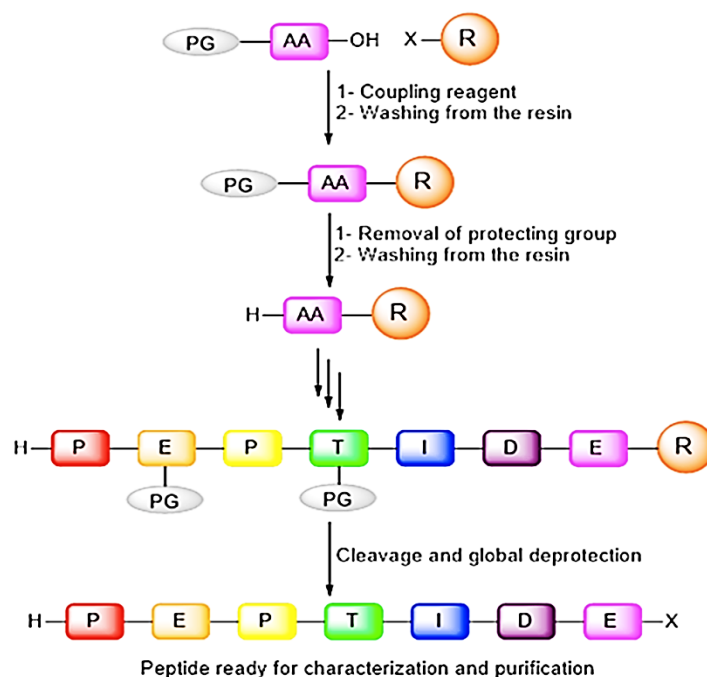 PG AA OH X R
1- Coupling reagent
2- Washing from the resin
PG AA R
1- Removal of protecting group
2- Washing from the resin
H AA R
H P E P T I D E R
PG PG
Cleavage and global deprotection
H P E P T I D E X
Peptide ready for characterization and purification